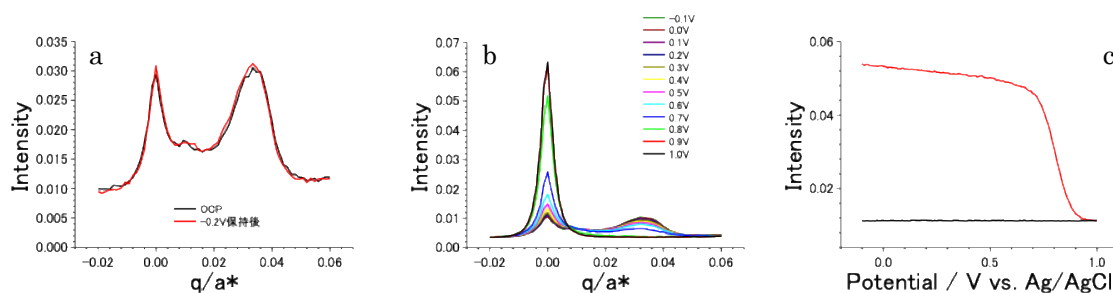 a
0.035
0.030
0.025
0.020
0.015
0.010
0.005
0.000
Intensity
OCP
−0.2V保持後
−0.02
0.00
0.02
0.04
0.06
q/a*
b
0.07
0.06
0.05
0.04
0.03
0.02
0.01
0.00
Intensity
−0.1V
0.0V
0.1V
0.2V
0.3V
0.4V
0.5V
0.6V
0.7V
0.8V
0.9V
1.0V
−0.02
0.00
0.02
0.04
0.06
q/a*
c
0.06
0.04
0.02
Intensity
0.0
0.5
1.0
Potential / V vs. Ag/AgCl